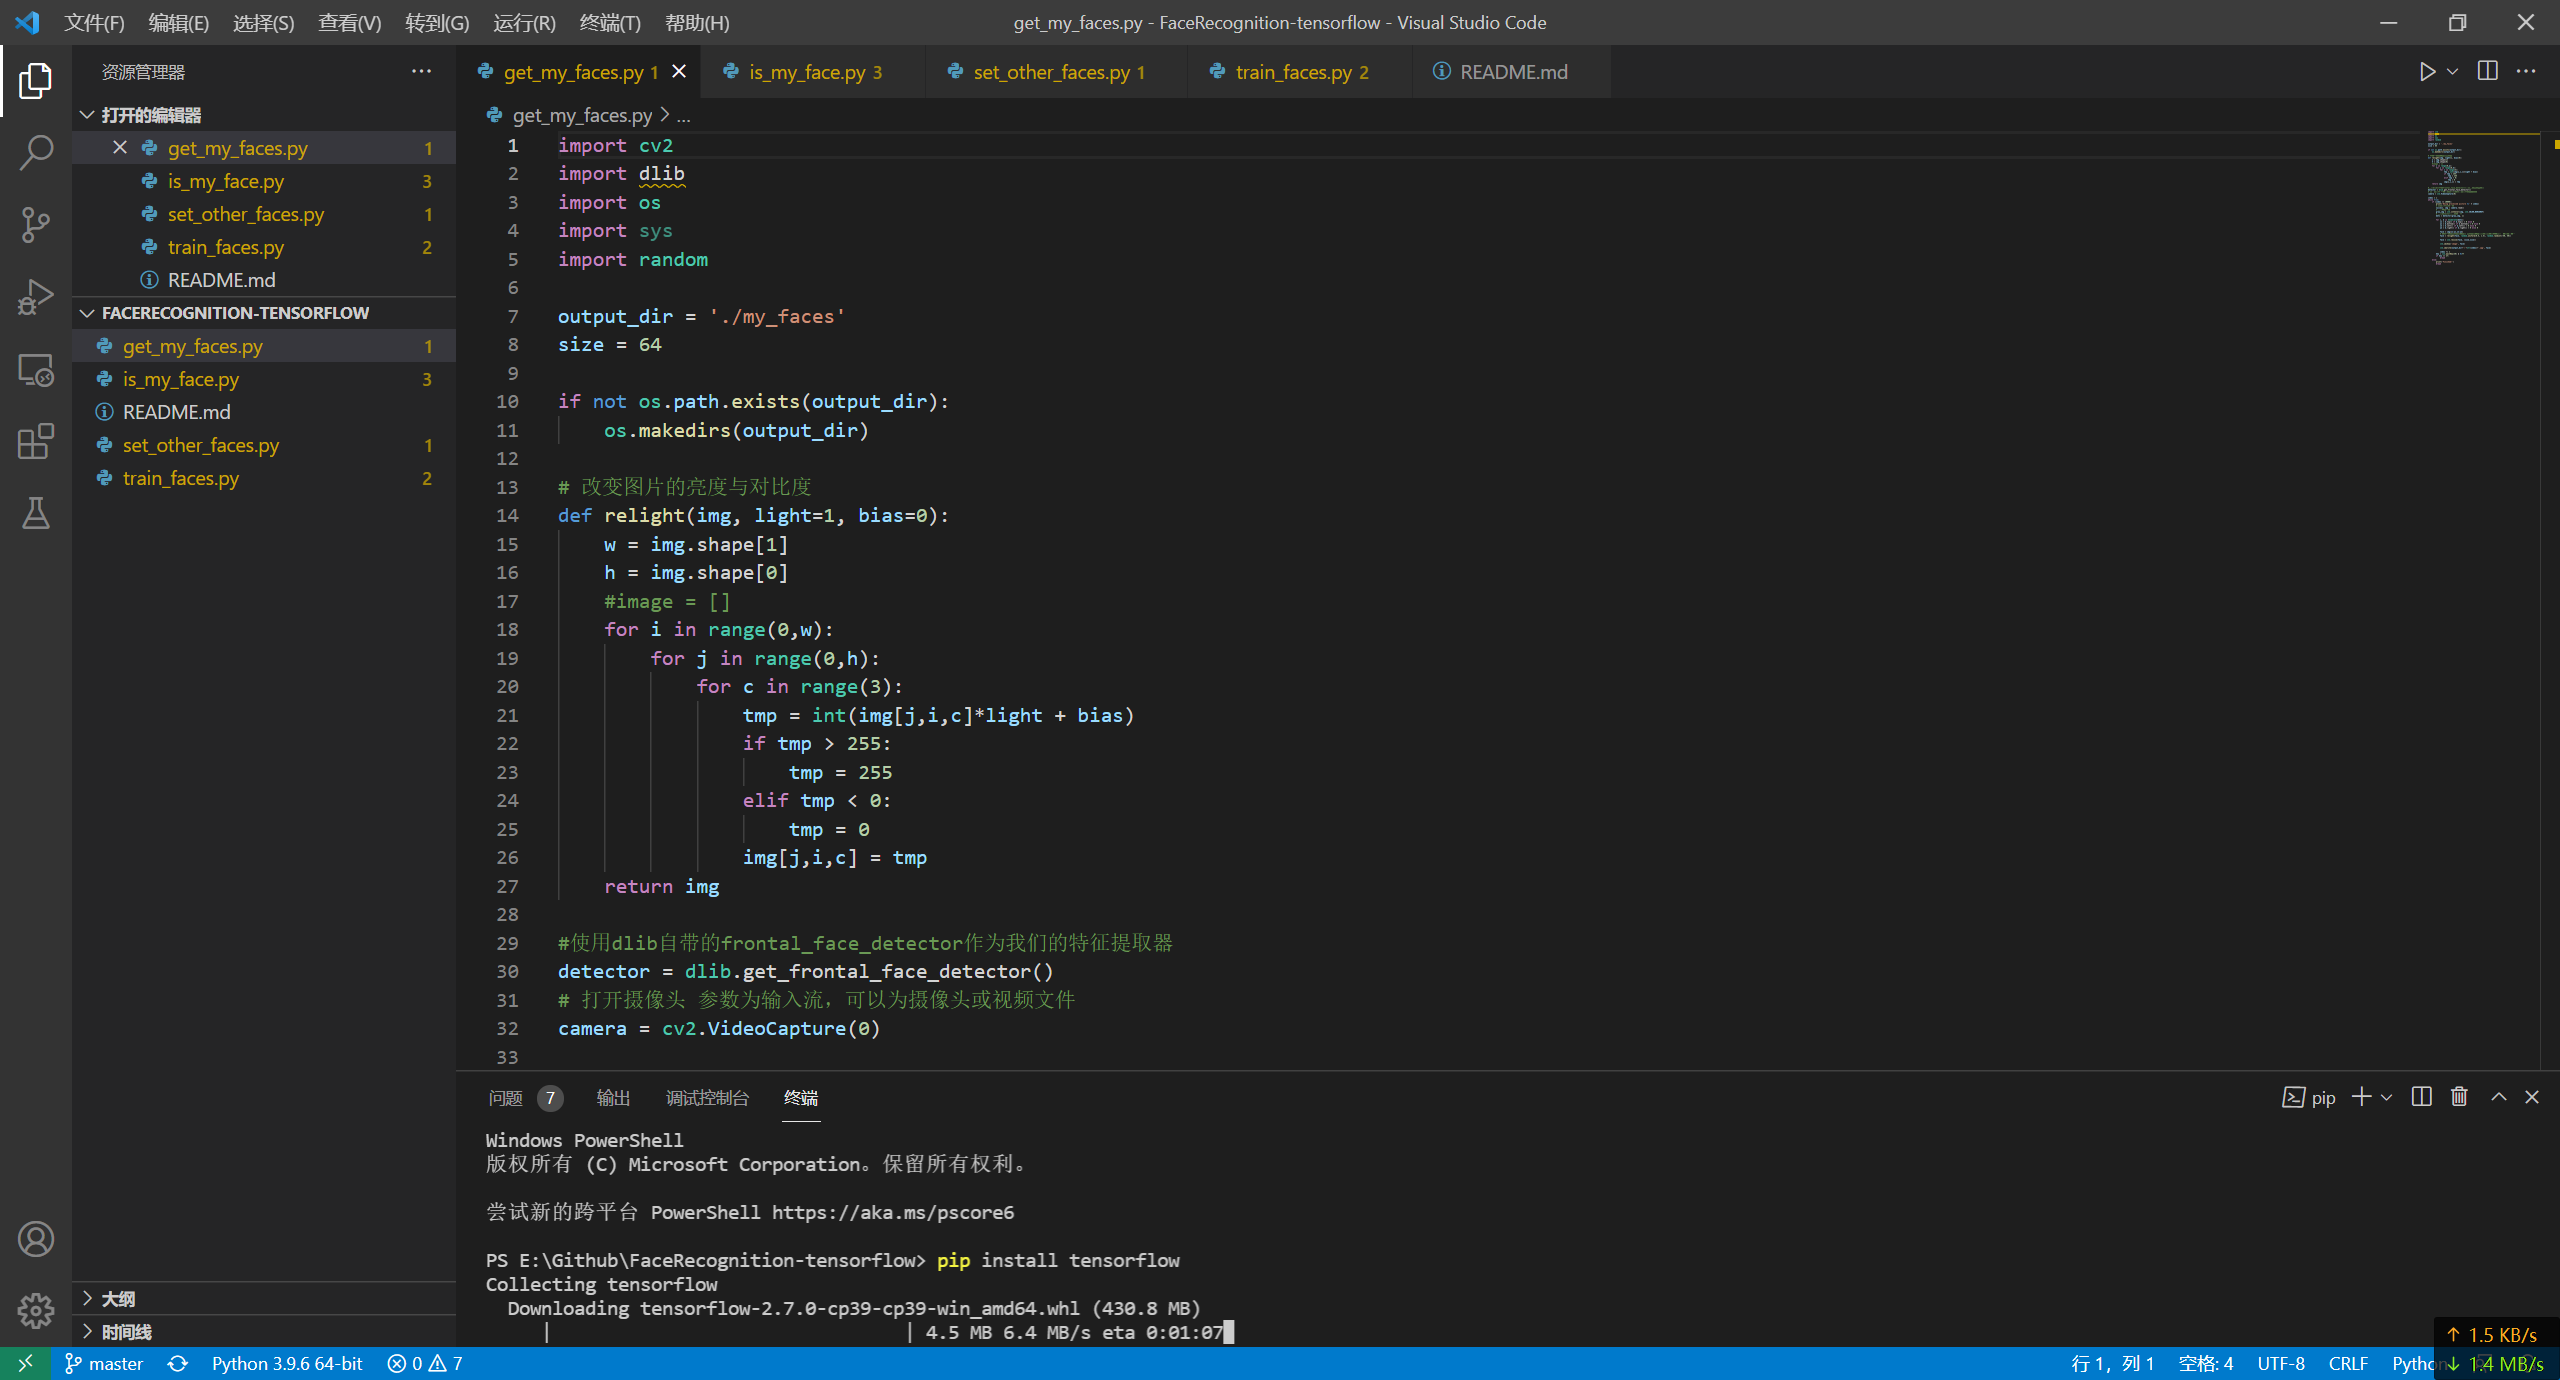 文件(F) 编辑(E) 选择(S) 查看(V) 转到(G) 运行(R) 终端(T) 帮助(H)
get_my_faces.py - FaceRecognition-tensorflow - Visual Studio Code
资源管理器
打开的编辑器
get_my_faces.py 1
is_my_face.py 3
set_other_faces.py 1
train_faces.py 2
README.md
FACERECOGNITION-TENSORFLOW
get_my_faces.py 1
is_my_face.py 3
README.md
set_other_faces.py 1
train_faces.py 2
大纲
时间线
get_my_faces.py 1 is_my_face.py 3 set_other_faces.py 1 train_faces.py 2 README.md
get_my_faces.py > ...
1 import cv2
2 import dlib
3 import os
4 import sys
5 import random
6
7 output_dir = './my_faces'
8 size = 64
9
10 if not os.path.exists(output_dir):
11     os.makedirs(output_dir)
12
13 # 改变图片的亮度与对比度
14 def relight(img, light=1, bias=0):
15     w = img.shape[1]
16     h = img.shape[0]
17     #image = []
18     for i in range(0,w):
19         for j in range(0,h):
20             for c in range(3):
21                 tmp = int(img[j,i,c]*light + bias)
22                 if tmp > 255:
23                     tmp = 255
24                 elif tmp < 0:
25                     tmp = 0
26                 img[j,i,c] = tmp
27     return img
28
29 #使用dlib自带的frontal_face_detector作为我们的特征提取器
30 detector = dlib.get_frontal_face_detector()
31 # 打开摄像头 参数为输入流，可以为摄像头或视频文件
32 camera = cv2.VideoCapture(0)
33
问题 7 输出 调试控制台 终端
pip
Windows PowerShell
版权所有 (C) Microsoft Corporation。保留所有权利。
尝试新的跨平台 PowerShell https://aka.ms/pscore6
PS E:\Github\FaceRecognition-tensorflow> pip install tensorflow
Collecting tensorflow
  Downloading tensorflow-2.7.0-cp39-cp39-win_amd64.whl (430.8 MB)
     |                                | 4.5 MB 6.4 MB/s eta 0:01:07
↑ 1.5 KB/s
↓ 1.4 MB/s
master Python 3.9.6 64-bit 0 7 行 1，列 1 空格: 4 UTF-8 CRLF Python